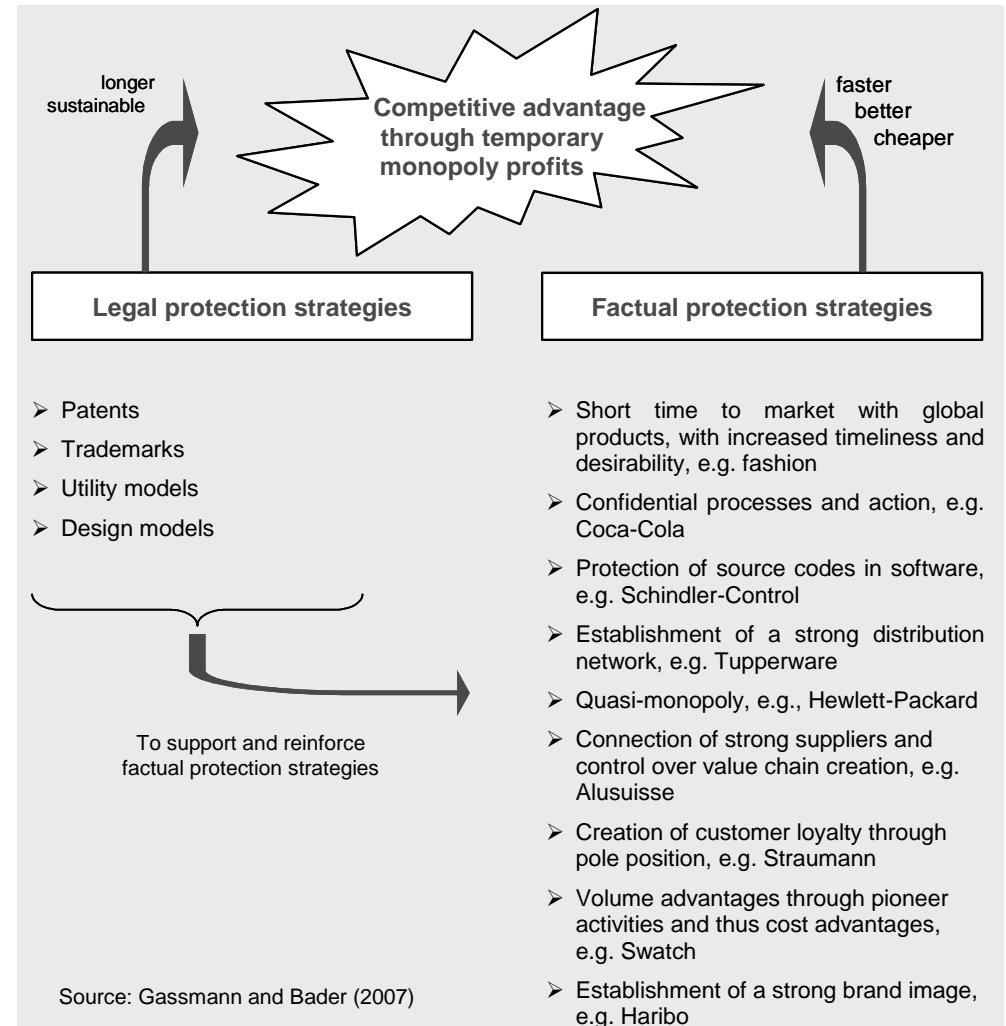 longer
sustainable
Competitive advantage
through temporary
monopoly profits
faster
better
cheaper
Legal protection strategies
➢ Patents
➢ Trademarks
➢ Utility models
➢ Design models
To support and reinforce
factual protection strategies
Factual protection strategies
➢ Short time to market with global
products, with increased timeliness and
desirability, e.g. fashion
➢ Confidential processes and action, e.g.
Coca-Cola
➢ Protection of source codes in software,
e.g. Schindler-Control
➢ Establishment of a strong distribution
network, e.g. Tupperware
➢ Quasi-monopoly, e.g., Hewlett-Packard
➢ Connection of strong suppliers and
control over value chain creation, e.g.
Alusuisse
➢ Creation of customer loyalty through
pole position, e.g. Straumann
➢ Volume advantages through pioneer
activities and thus cost advantages,
e.g. Swatch
➢ Establishment of a strong brand image,
e.g. Haribo
Source: Gassmann and Bader (2007)